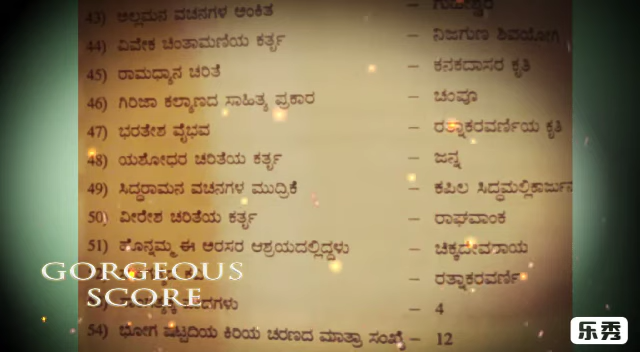 43) ಅಲ್ಲಮನ ವಚನಗಳ ಅಂಕಿತ – ಗುಹೇಶ್ವರ
44) ವಿವೇಕ ಚಿಂತಾಮಣಿಯ ಕರ್ತೃ – ನಿಜಗುಣ ಶಿವಯೋಗಿ
45) ರಾಮಧ್ಯಾನ ಚರಿತೆ – ಕನಕದಾಸರ ಕೃತಿ
46) ಗಿರಿಜಾ ಕಲ್ಯಾಣದ ಸಾಹಿತ್ಯ ಪ್ರಕಾರ – ಚಂಪೂ
47) ಭರತೇಶ ವೈಭವ – ರತ್ನಾಕರವರ್ಣಿಯ ಕೃತಿ
48) ಯಶೋಧರ ಚರಿತೆಯ ಕರ್ತೃ – ಜನ್ನ
49) ಸಿದ್ಧರಾಮನ ವಚನಗಳ ಮುದ್ರಿಕೆ – ಕಪಿಲ ಸಿದ್ಧಮಲ್ಲಿಕಾರ್ಜುನ
50) ವೀರೇಶ ಚರಿತೆಯ ಕರ್ತೃ – ರಾಘವಾಂಕ
51) ಹೊನ್ನಮ್ಮ ಈ ಅರಸರ ಆಶ್ರಯದಲ್ಲಿದ್ದಳು – ಚಿಕ್ಕದೇವರಾಯ
– ರತ್ನಾಕರವರ್ಣಿ
– 4
54) ಭೋಗ ಷಟ್ಪದಿಯ ಕಿರಿಯ ಚರಣದ ಮಾತ್ರಾ ಸಂಖ್ಯೆ – 12
GORGEOUS
SCORE
乐秀